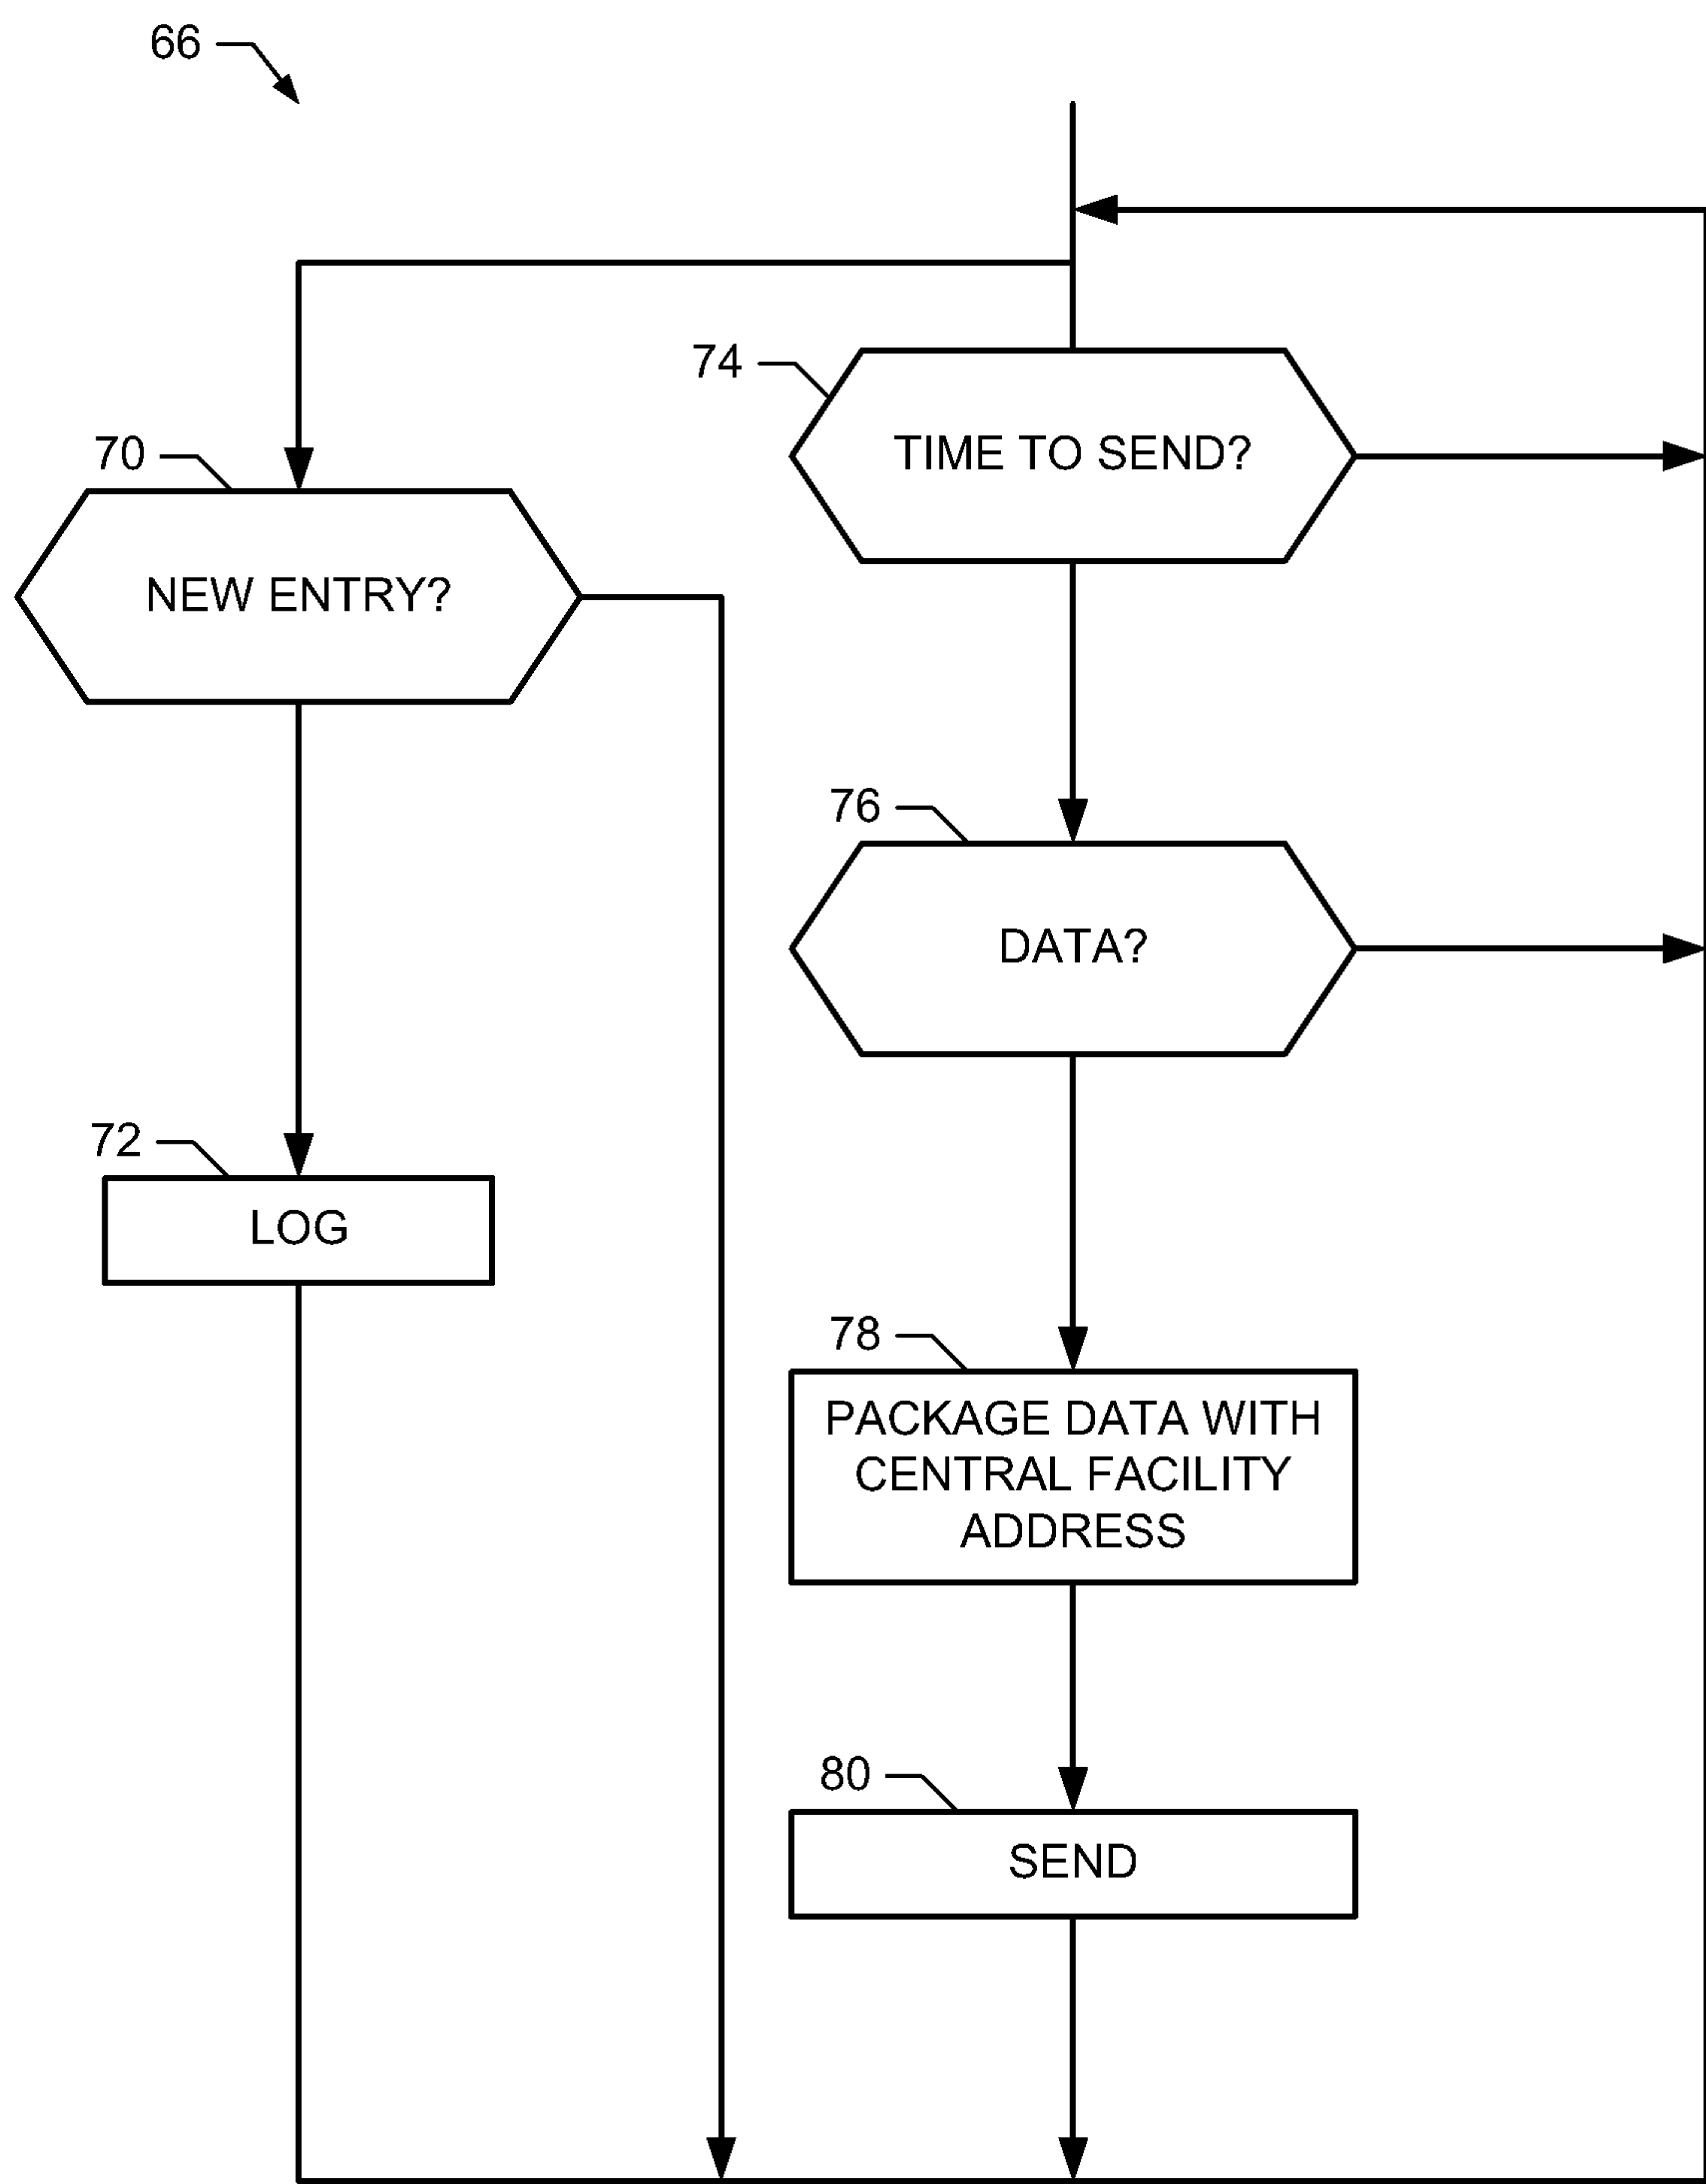 66
74
TIME TO SEND?
70
NEW ENTRY?
76
DATA?
72
LOG
78
PACKAGE DATA WITH
CENTRAL FACILITY
ADDRESS
80
SEND